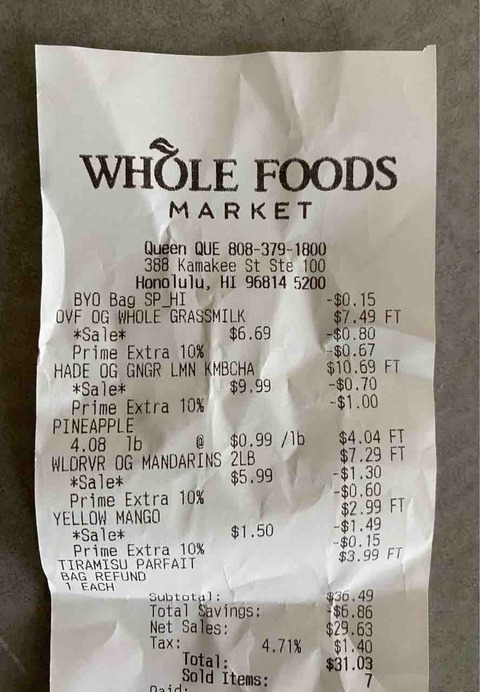 WHOLE FOODS
MARKET
Queen QUE 808-379-1800
388 Kamakee St Ste 100
Honolulu, HI 96814 5200
BYO Bag SP_HI -$0.15
OVF OG WHOLE GRASSMILK $7.49 FT
*Sale* $6.69 -$0.80
Prime Extra 10% -$0.67
HADE OG GNGR LMN KMBCHA $10.69 FT
*Sale* $9.99 -$0.70
Prime Extra 10% -$1.00
PINEAPPLE
4.08 lb @ $0.99 /lb $4.04 FT
WLDRVR OG MANDARINS 2LB $7.29 FT
*Sale* $5.99 -$1.30
Prime Extra 10% -$0.60
YELLOW MANGO $2.99 FT
*Sale* $1.50 -$1.49
Prime Extra 10% -$0.15
TIRAMISU PARFAIT $3.99 FT
BAG REFUND
1 EACH
Subtotal: $36.49
Total Savings: -$6.86
Net Sales: $29.63
Tax: 4.71% $1.40
Total: $31.03
Sold Items: 7
Paid: